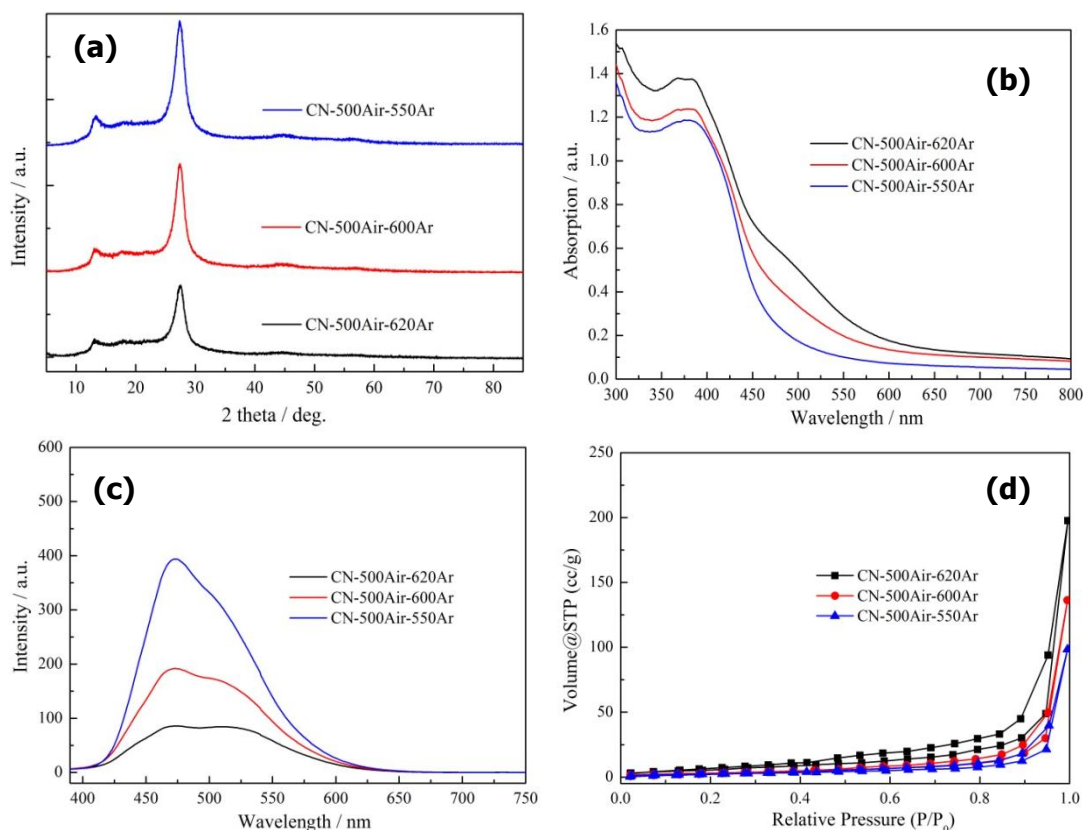 (a)
CN-500Air-550Ar
CN-500Air-600Ar
CN-500Air-620Ar
Intensity / a.u.
10 20 30 40 50 60 70 80
2 theta / deg.
(b)
1.6
1.4
1.2
1.0
0.8
0.6
0.4
0.2
0.0
Absorption / a.u.
CN-500Air-620Ar
CN-500Air-600Ar
CN-500Air-550Ar
300 350 400 450 500 550 600 650 700 750 800
Wavelength / nm
(c)
600
500
400
300
200
100
0
Intensity / a.u.
CN-500Air-620Ar
CN-500Air-600Ar
CN-500Air-550Ar
400 450 500 550 600 650 700 750
Wavelength / nm
(d)
250
200
150
100
50
0
Volume@STP (cc/g)
CN-500Air-620Ar
CN-500Air-600Ar
CN-500Air-550Ar
0.0 0.2 0.4 0.6 0.8 1.0
Relative Pressure (P/P₀)